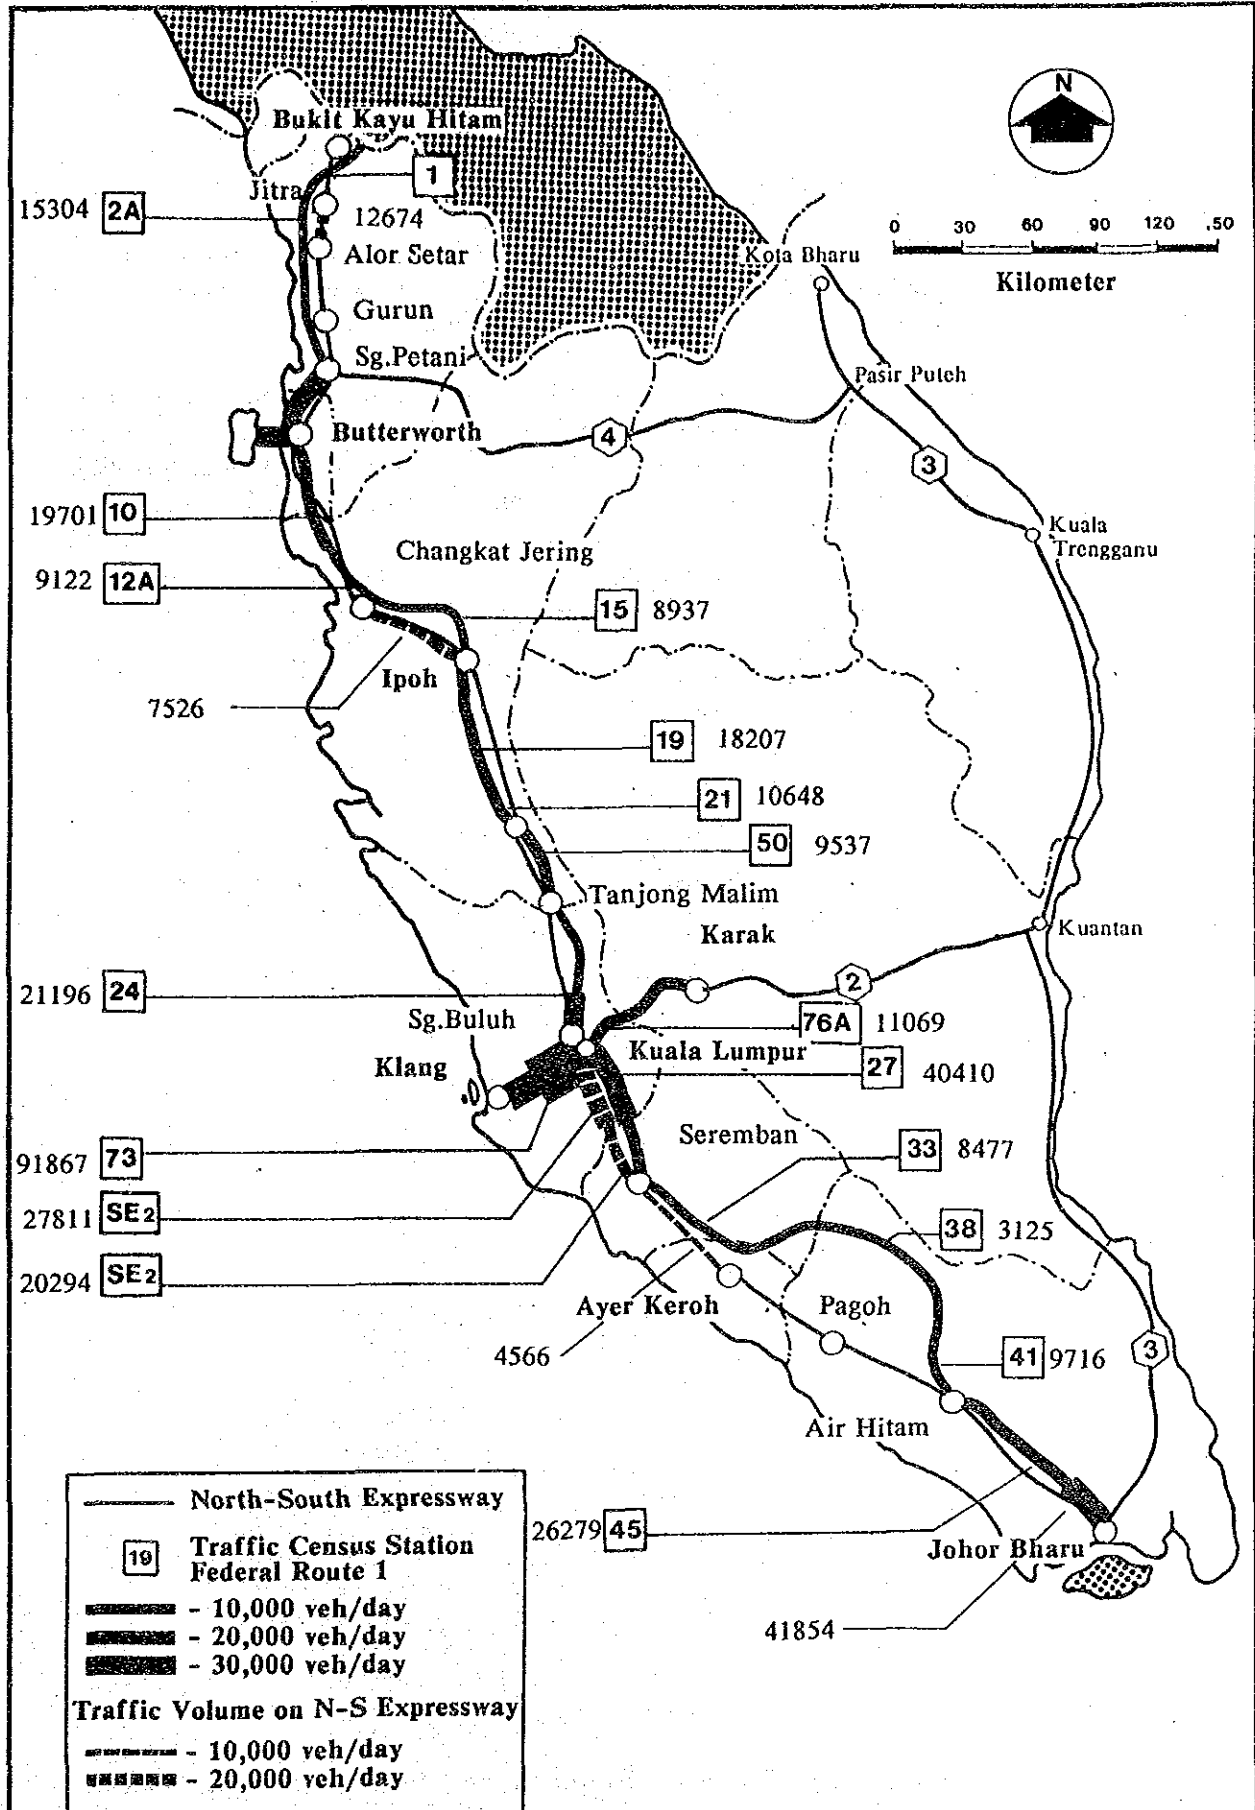 N
Bukit Kayu Hitam
1
Jitra
15304 2A
12674
0 30 60 90 120 .50
Kilometer
Alor Setar
Kota Bharu
Gurun
Sg.Petani
Pasir Puteh
Butterworth
4
3
19701 10
Kuala
Trengganu
Changkat Jering
9122 12A
15 8937
Ipoh
7526
19 18207
21 10648
50 9537
Tanjong Malim
Karak
Kuantan
2
21196 24
Sg.Buluh
76A 11069
Kuala Lumpur
Klang
27 40410
Seremban
33 8477
91867 73
27811 SE2
38 3125
20294 SE2
Ayer Keroh
Pagoh
4566
41 9716
3
Air Hitam
North-South Expressway
26279 45
19 Traffic Census Station
Federal Route 1
Johor Bharu
- 10,000 veh/day
- 20,000 veh/day
- 30,000 veh/day
41854
Traffic Volume on N-S Expressway
- 10,000 veh/day
- 20,000 veh/day